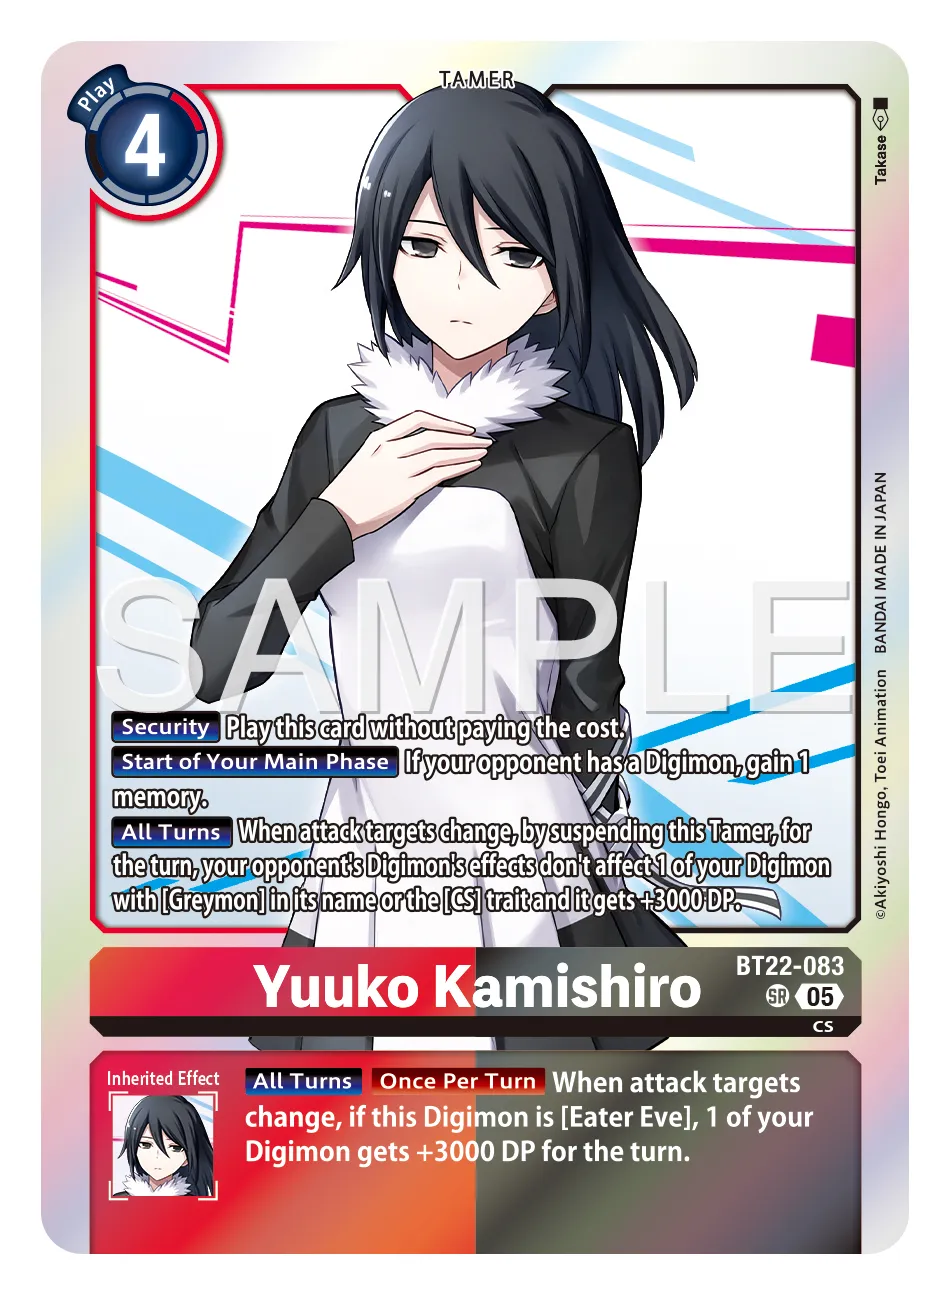 TAMER
Play
4
Takase
SAMPLE
Security Play this card without paying the cost.
Start of Your Main Phase If your opponent has a Digimon, gain 1
memory.
All Turns When attack targets change, by suspending this Tamer, for
the turn, your opponent's Digimon's effects don't affect 1 of your Digimon
with [Greymon] in its name or the [CS] trait and it gets +3000 DP.
©Akiyoshi Hongo, Toei Animation BANDAI MADE IN JAPAN
Yuuko Kamishiro
BT22-083
SR 05
CS
Inherited Effect
All Turns Once Per Turn When attack targets
change, if this Digimon is [Eater Eve], 1 of your
Digimon gets +3000 DP for the turn.